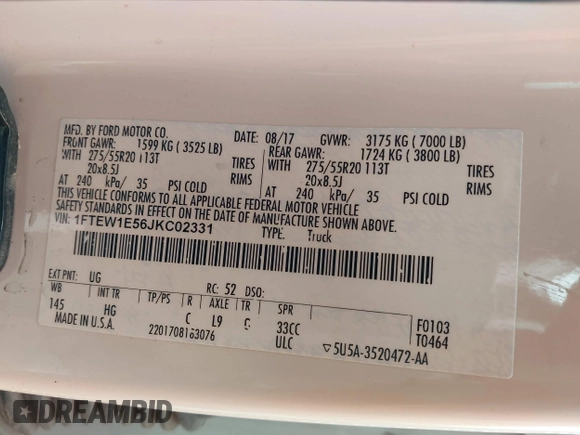 MFD. BY FORD MOTOR CO. DATE: 08/17 GVWR: 3175 KG ( 7000 LB)
FRONT GAWR: 1599 KG ( 3525 LB) REAR GAWR: 1724 KG ( 3800 LB)
WITH 275/55R20 113T TIRES WITH 275/55R20 113T TIRES
20x8.5J RIMS 20x8.5J RIMS
AT 240 kPa/ 35 PSI COLD AT 240 kPa/ 35 PSI COLD
THIS VEHICLE CONFORMS TO ALL APPLICABLE FEDERAL MOTOR VEHICLE
SAFETY STANDARDS IN EFFECT ON THE DATE OF MANUFACTURE SHOWN ABOVE.
VIN: 1FTEW1E56JKC02331 TYPE: Truck
EXT PNT: UG RC: 52 DSO:
WB INT TR TP/PS R AXLE TR SPR
145 HG C L9 33CC F0103
MADE IN U.S.A. ULC T0464
▽5U5A-3520472-AA
DREAMBID